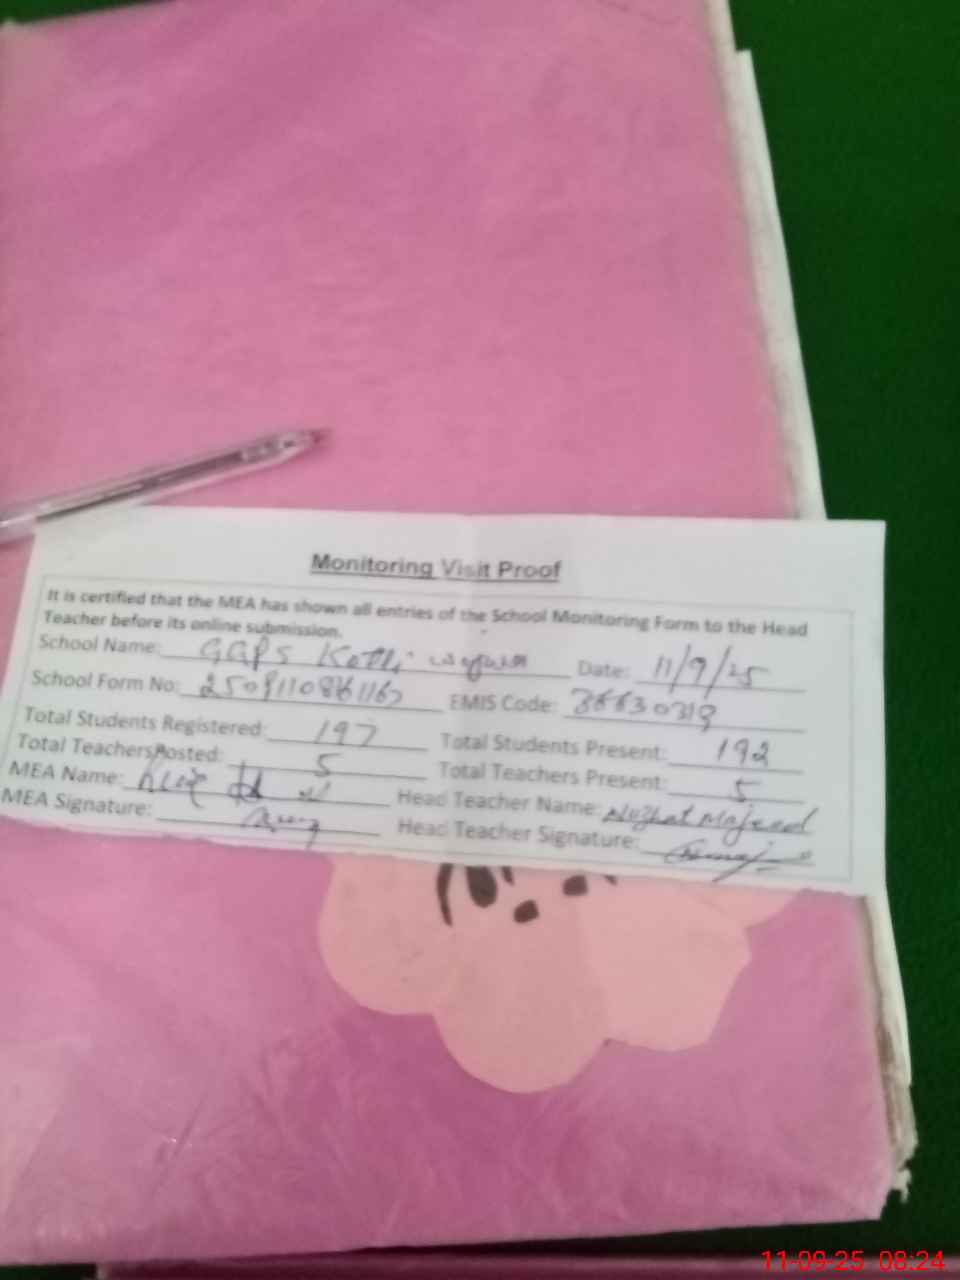 Monitoring Visit Proof
It is certified that the MEA has shown all entries of the School Monitoring Form to the Head
Teacher before its online submission.
School Name: GGPS Kotli Date: 11/9/25
School Form No: EMIS Code: 36630319
Total Students Registered: 197 Total Students Present: 192
Total Teachers Posted: 5 Total Teachers Present: 5
MEA Name: Head Teacher Name: Nuzhat Majeed
MEA Signature: Head Teacher Signature:
11-09-25 08:24